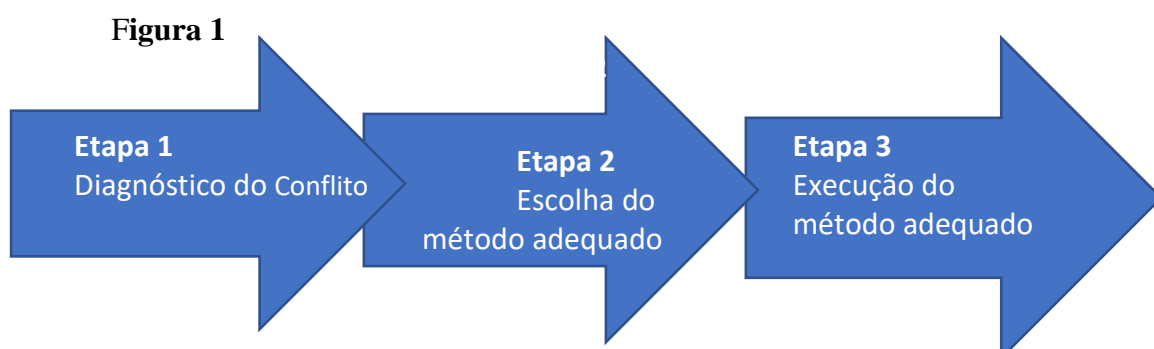 Figura 1
Etapa 1
Diagnóstico do Conflito
Etapa 2
Escolha do
método adequado
Etapa 3
Execução do
método adequado